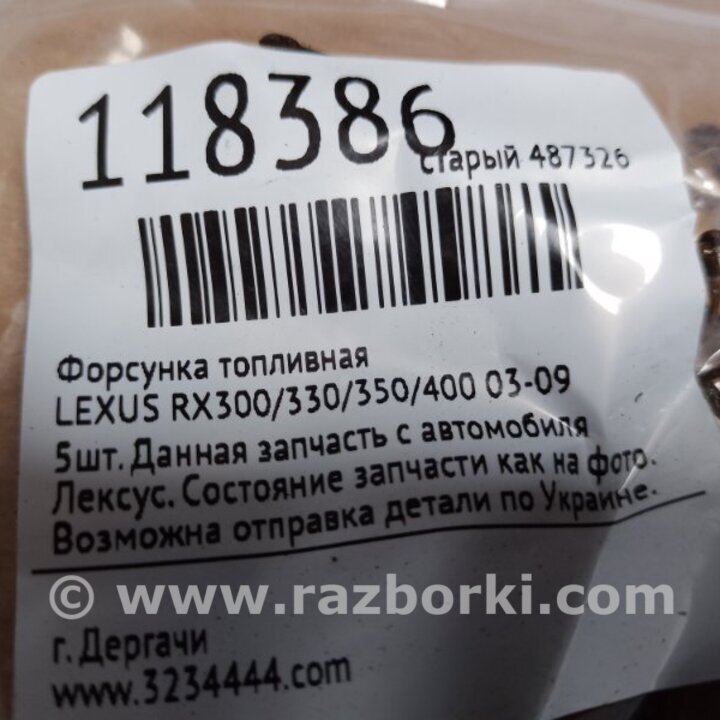 118386
старый 487326
Форсунка топливная
LEXUS RX300/330/350/400 03-09
5шт. Данная запчасть с автомобиля
Лексус. Состояние запчасти как на фото.
Возможна отправка детали по Украине.
© www.razborki.com
г. Дергачи
www.3234444.com